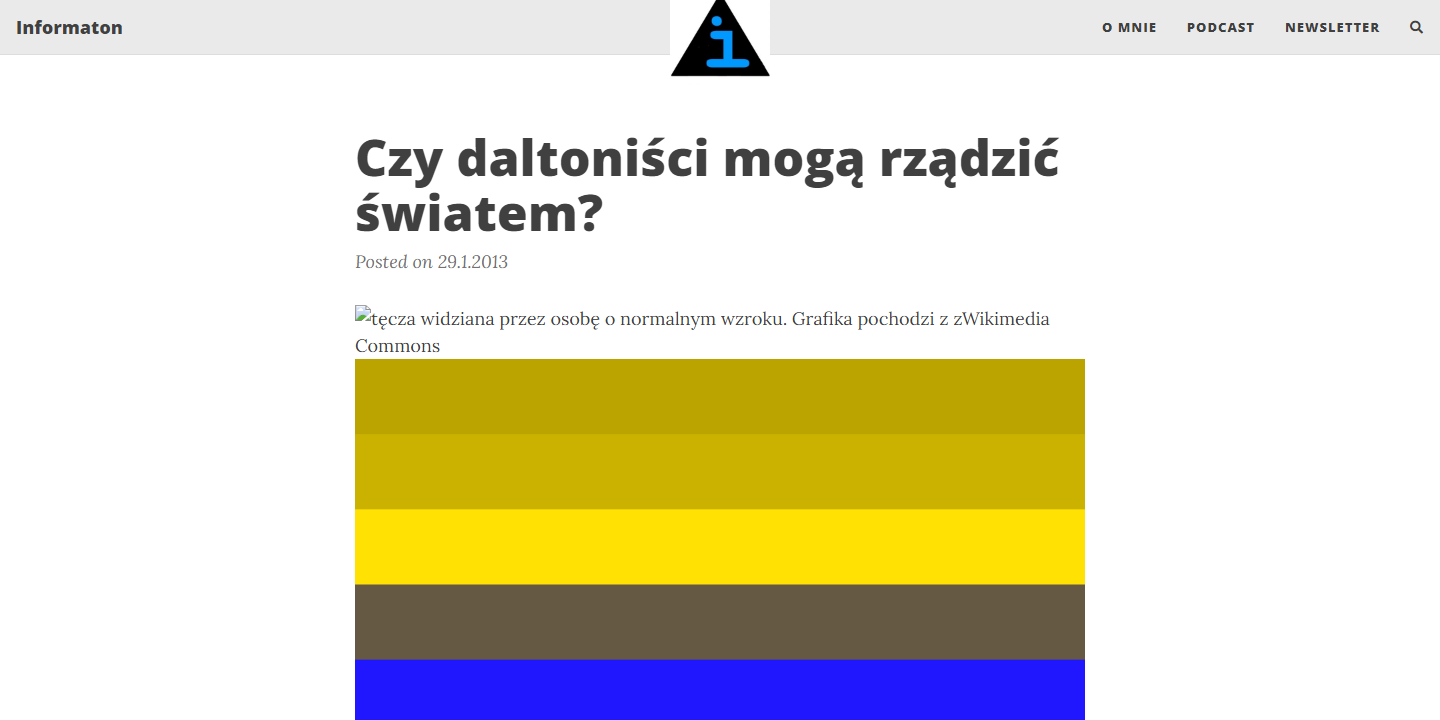 Informaton
i
O MNIE
PODCAST
NEWSLETTER
Czy daltoniści mogą rządzić
światem?
Posted on 29.1.2013
tęcza widziana przez osobę o normalnym wzroku. Grafika pochodzi z zWikimedia
Commons